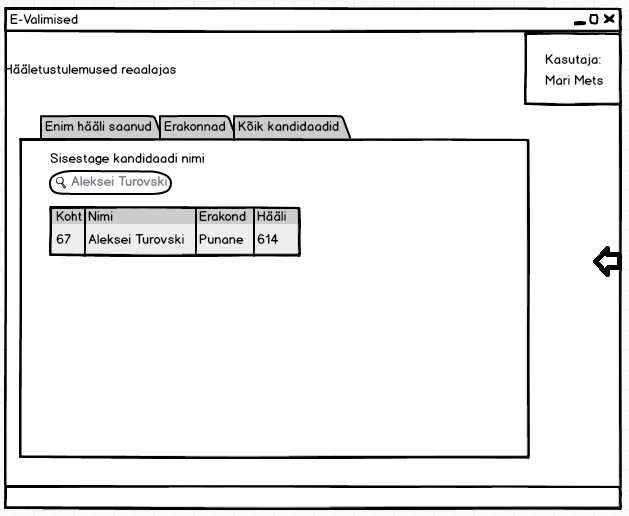 E-Valimised
Kasutaja:
Mari Mets
Hääletustulemused reaalajas
Enim hääli saanud Erakonnad Kõik kandidaadid
Sisestage kandidaadi nimi
Aleksei Turovski
Koht Nimi Erakond Hääli
67 Aleksei Turovski Punane 614